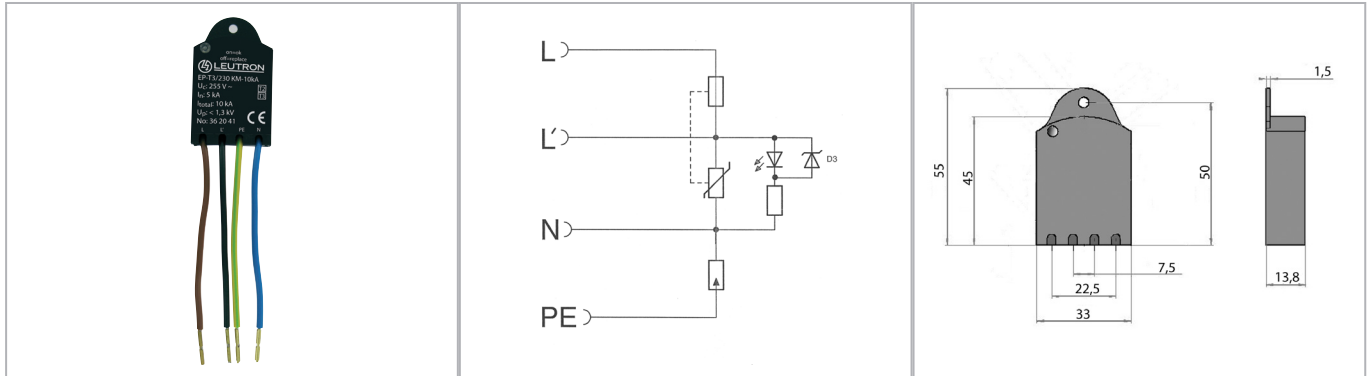 on=ok
off=replace
LEUTRON
EP-T3/230 KM-10kA
Uc: 255 V ~
In: 5 kA
Itotal: 10 kA
Up: < 1,3 kV
No: 36 20 41
CE
T2
T3
L L' PE N
L
L'
N
PE
D3
55
45
50
7,5
22,5
33
1,5
13,8